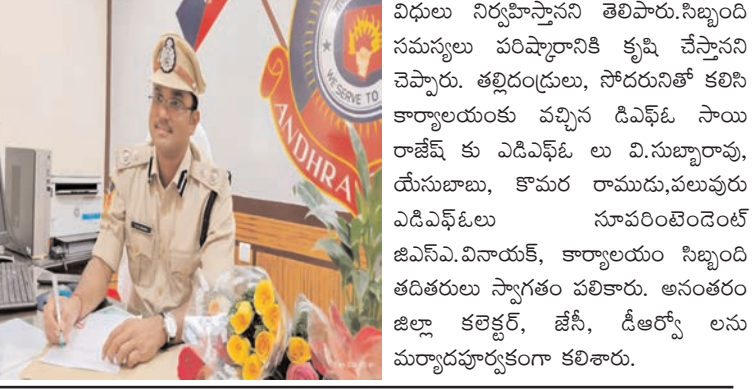 విధులు నిర్వహిస్తానని తెలిపారు.సిబ్బంది
సమస్యలు పరిష్కారానికి కృషి చేస్తానని
చెప్పారు. తల్లిదండ్రులు, సోదరునితో కలిసి
కార్యాలయంకు వచ్చిన డిఎఫ్ఓ సాయి
రాజేష్ కు ఎడిఎఫ్ఓ లు వి.సుబ్బారావు,
యేసుబాబు, కొమర రాముడు,పలువురు
ఎడిఎఫ్ఓలు సూపరింటెండెంట్
జిఎస్ఎ.వినాయక్, కార్యాలయం సిబ్బంది
తదితరులు స్వాగతం పలికారు. అనంతరం
జిల్లా కలెక్టర్, జేసీ, డీఆర్వో లను
మర్యాదపూర్వకంగా కలిశారు.
WE SERVE TO
ANDHRA